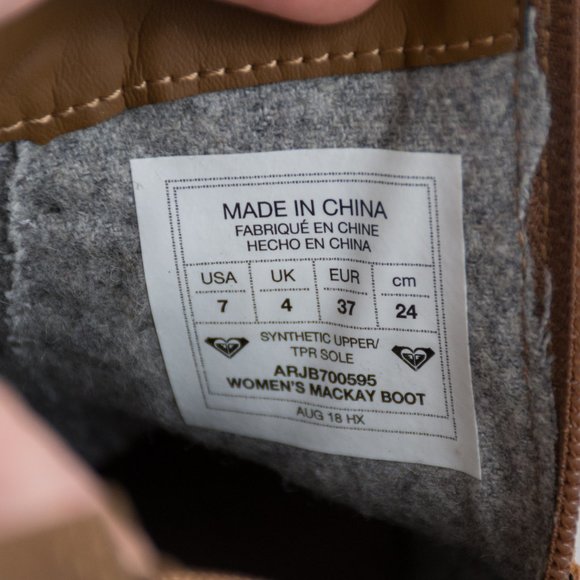 MADE IN CHINA
FABRIQUÉ EN CHINE
HECHO EN CHINA
USA UK EUR cm
7 4 37 24
SYNTHETIC UPPER/
TPR SOLE
ARJB700595
WOMEN'S MACKAY BOOT
AUG 18 HX